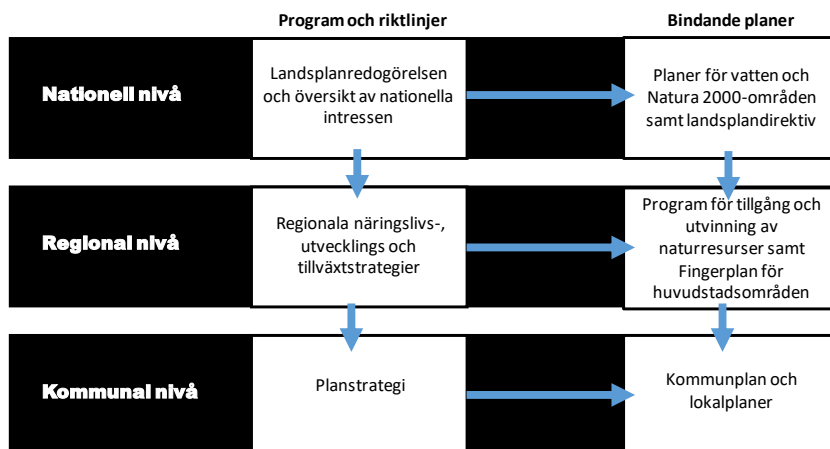 Program och riktlinjer
Bindande planer
Nationell nivå
Landsplanredogörelsen
och översikt av nationella
intressen
Planer för vatten och
Natura 2000-områden
samt landsplandirektiv
Regional nivå
Regionala näringslivs-,
utvecklings och
tillväxtstrategier
Program för tillgång och
utvinning av
naturresurser samt
Fingerplan för
huvudstadsområden
Kommunal nivå
Planstrategi
Kommunplan och
lokalplaner